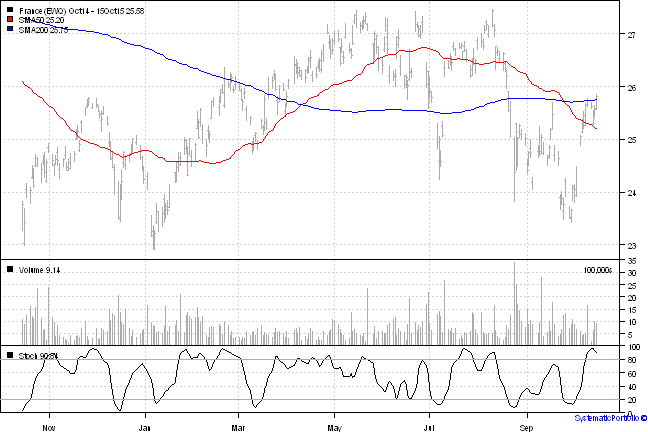 France (EWQ) Oct14 - 15Oct15 25.58
SMA50 25.20
SMA200 25.75
27
26
25
24
23
Volume 9.14
100,000s
35
30
25
20
15
10
5
Stoch 90.84
100
80
60
40
20
0
Nov Jan Mar May Jul Sep
SystematicPortfolio ©